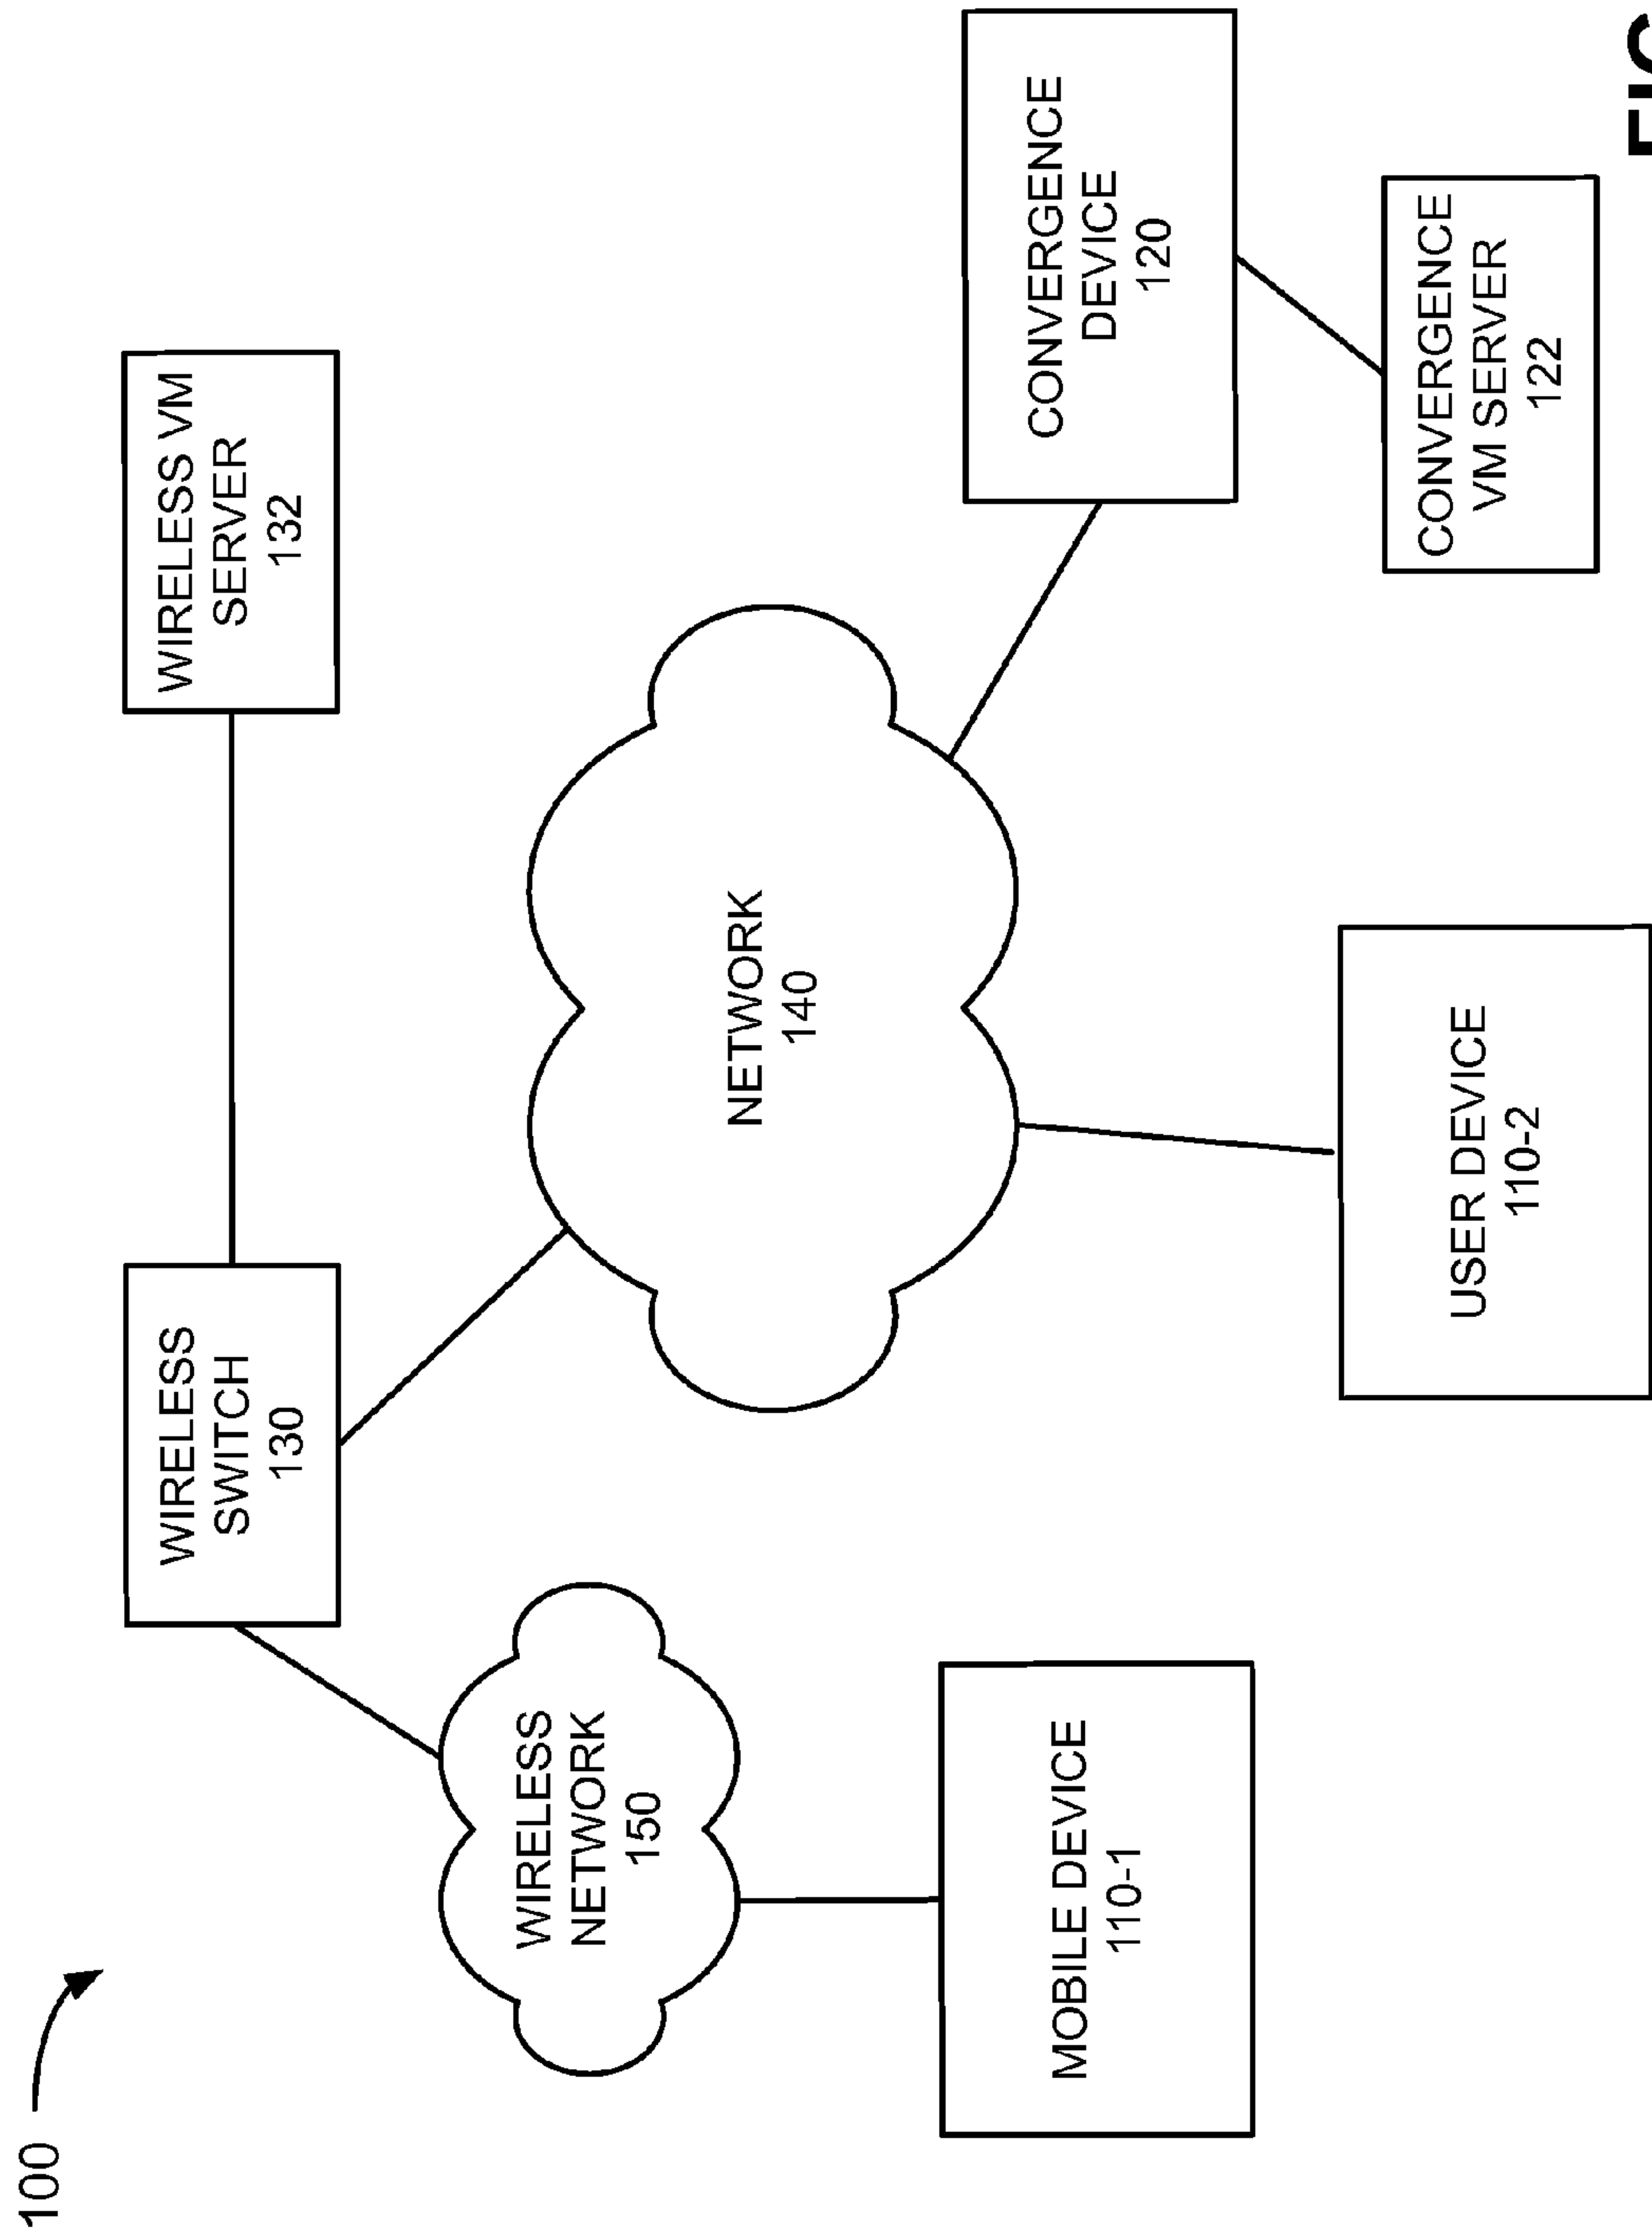 100
WIRELESS
SWITCH
130
WIRELESS VM
SERVER
132
WIRELESS
NETWORK
150
NETWORK
140
MOBILE DEVICE
110-1
USER DEVICE
110-2
CONVERGENCE
DEVICE
120
CONVERGENCE
VM SERVER
122